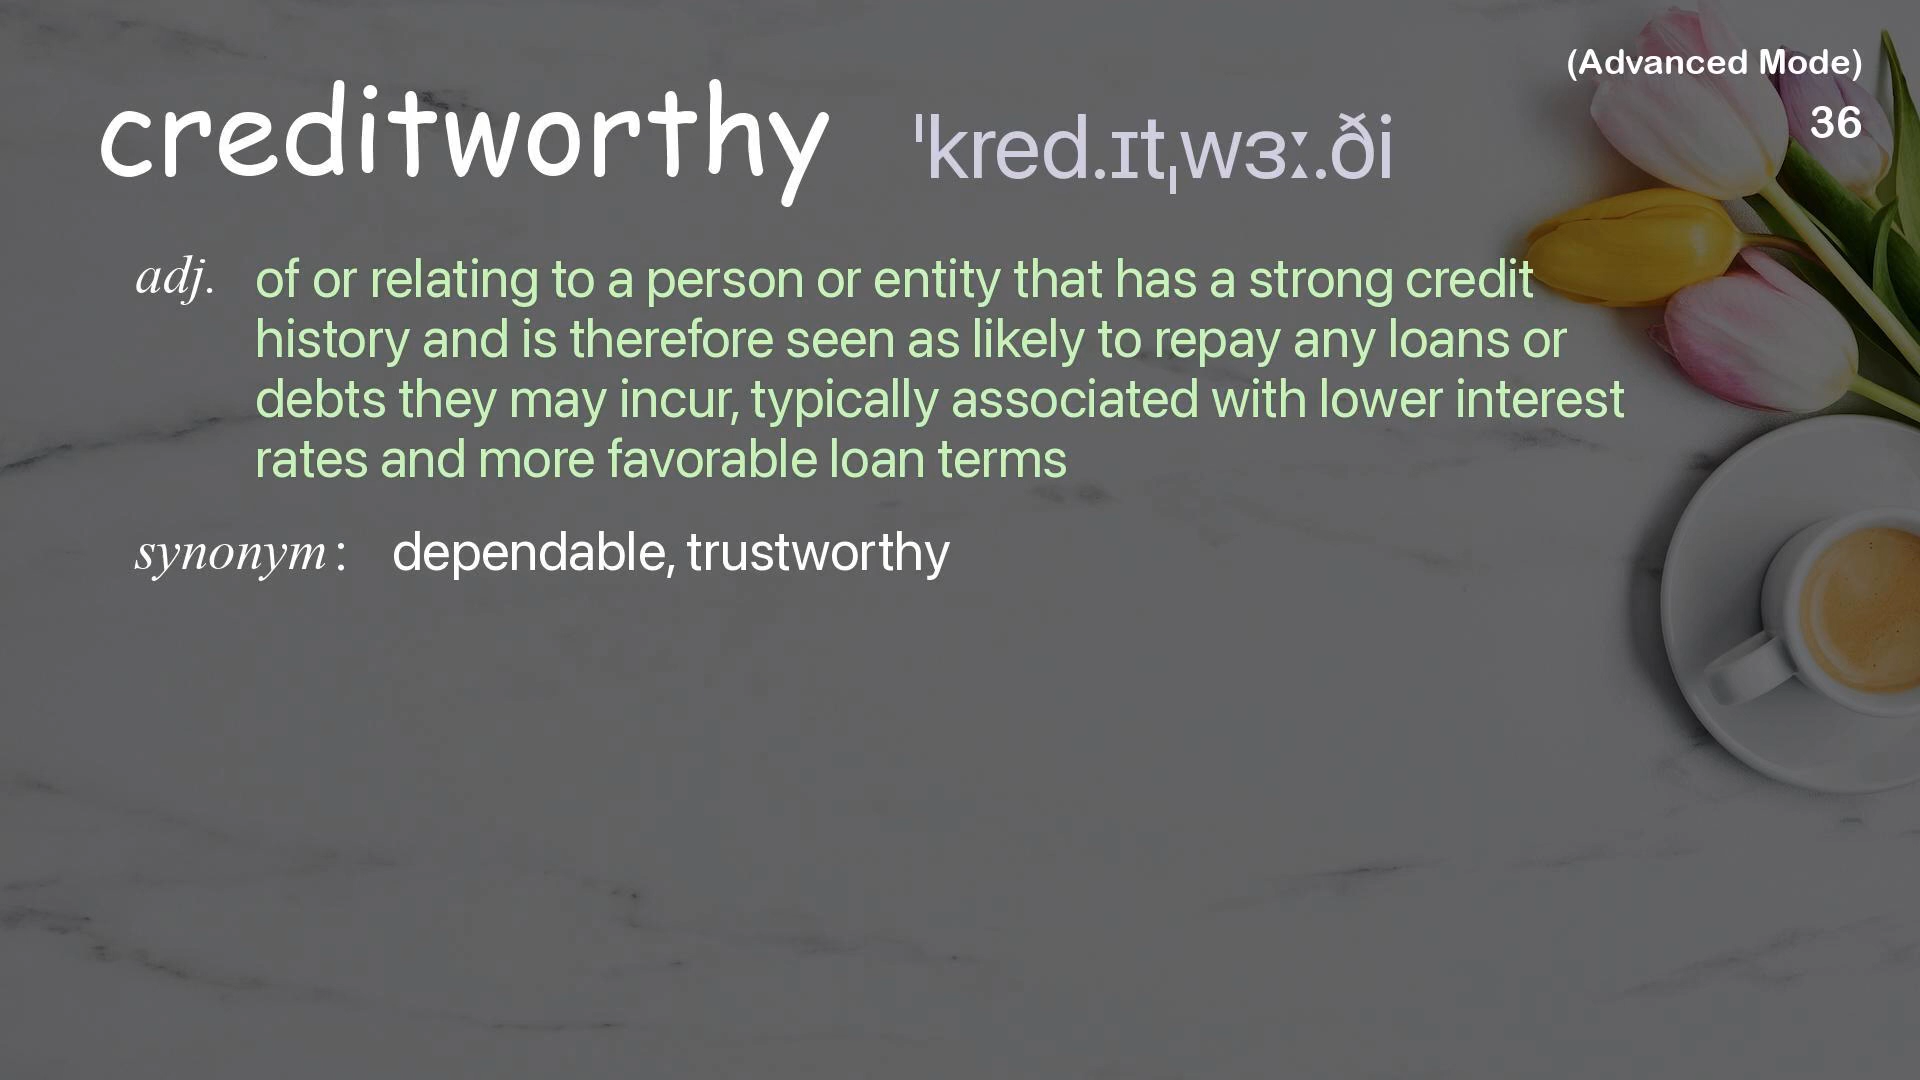 (Advanced Mode)
36
creditworthy ˈkred.ɪtˌwɜː.ði
adj. of or relating to a person or entity that has a strong credit
history and is therefore seen as likely to repay any loans or
debts they may incur, typically associated with lower interest
rates and more favorable loan terms
synonym: dependable, trustworthy